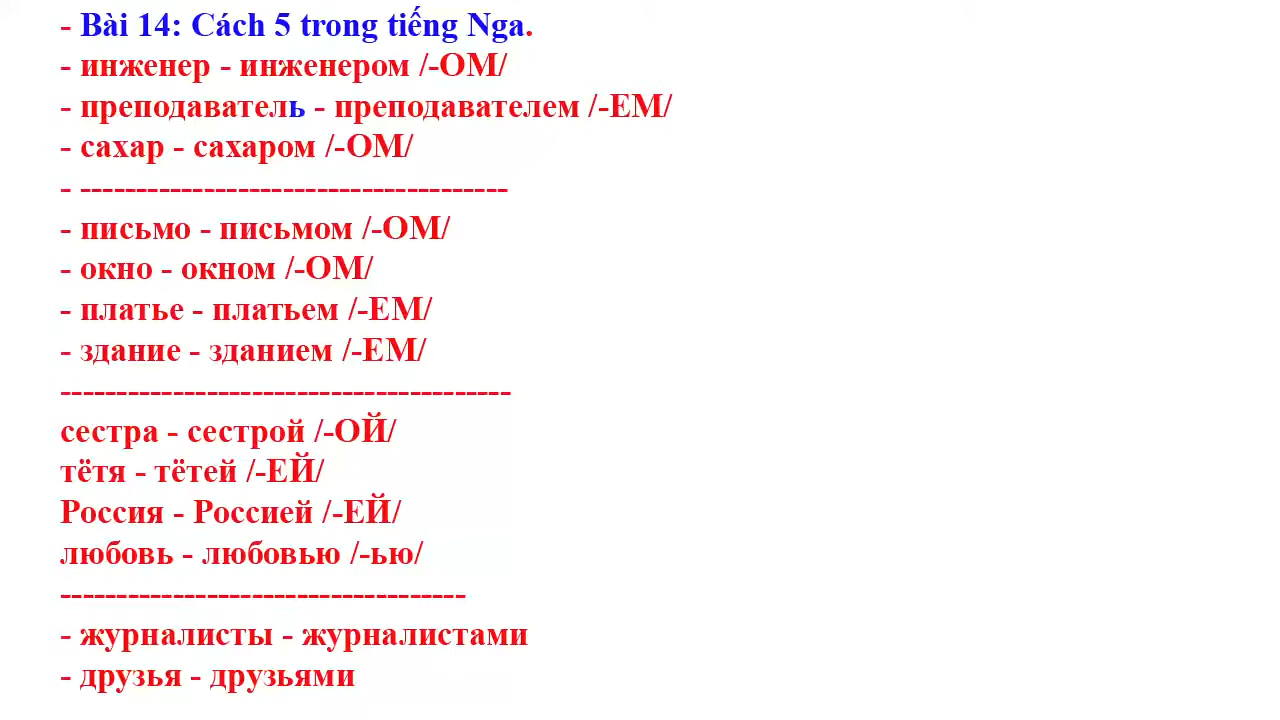 - Bài 14: Cách 5 trong tiếng Nga.
- инженер - инженером /-ОМ/
- преподаватель - преподавателем /-ЕМ/
- сахар - сахаром /-ОМ/
- --------------------------------------
- письмо - письмом /-ОМ/
- окно - окном /-ОМ/
- платье - платьем /-ЕМ/
- здание - зданием /-ЕМ/
----------------------------------------
сестра - сестрой /-ОЙ/
тётя - тётей /-ЕЙ/
Россия - Россией /-ЕЙ/
любовь - любовью /-ью/
------------------------------------
- журналисты - журналистами
- друзья - друзьями